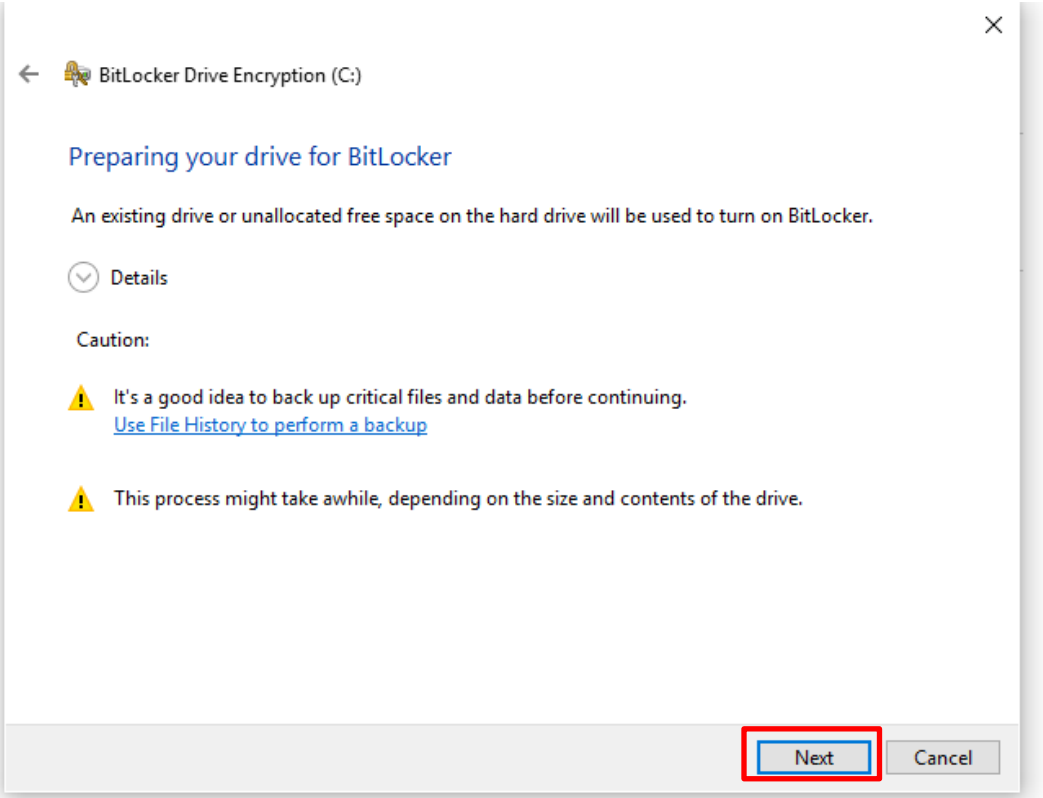 BitLocker Drive Encryption (C:)
Preparing your drive for BitLocker
An existing drive or unallocated free space on the hard drive will be used to turn on BitLocker.
Details
Caution:
It's a good idea to back up critical files and data before continuing.
Use File History to perform a backup
This process might take awhile, depending on the size and contents of the drive.
Next
Cancel